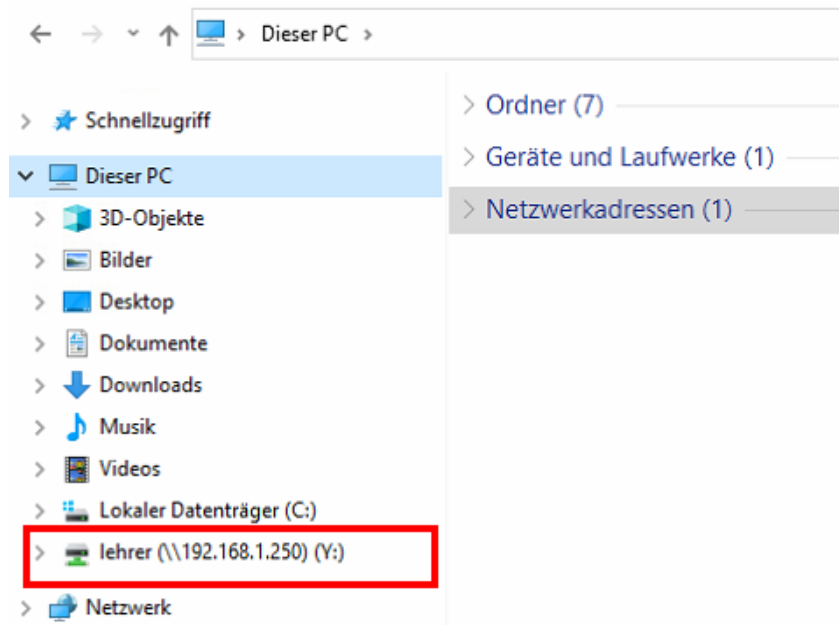 Dieser PC
Schnellzugriff
Dieser PC
3D-Objekte
Bilder
Desktop
Dokumente
Downloads
Musik
Videos
Lokaler Datenträger (C:)
lehrer (\\192.168.1.250) (Y:)
Netzwerk
Ordner (7)
Geräte und Laufwerke (1)
Netzwerkadressen (1)